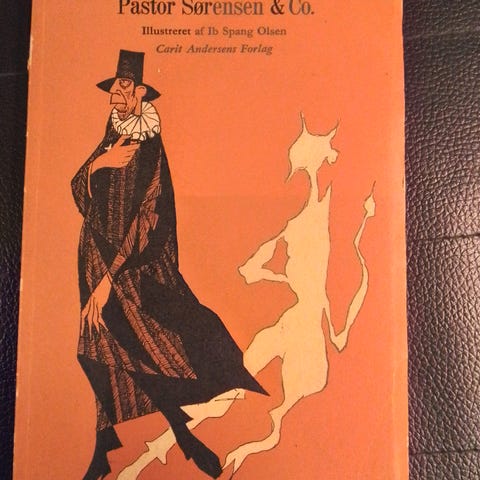 Pastor Sørensen & Co.
Illustreret af Ib Spang Olsen
Carit Andersens Forlag